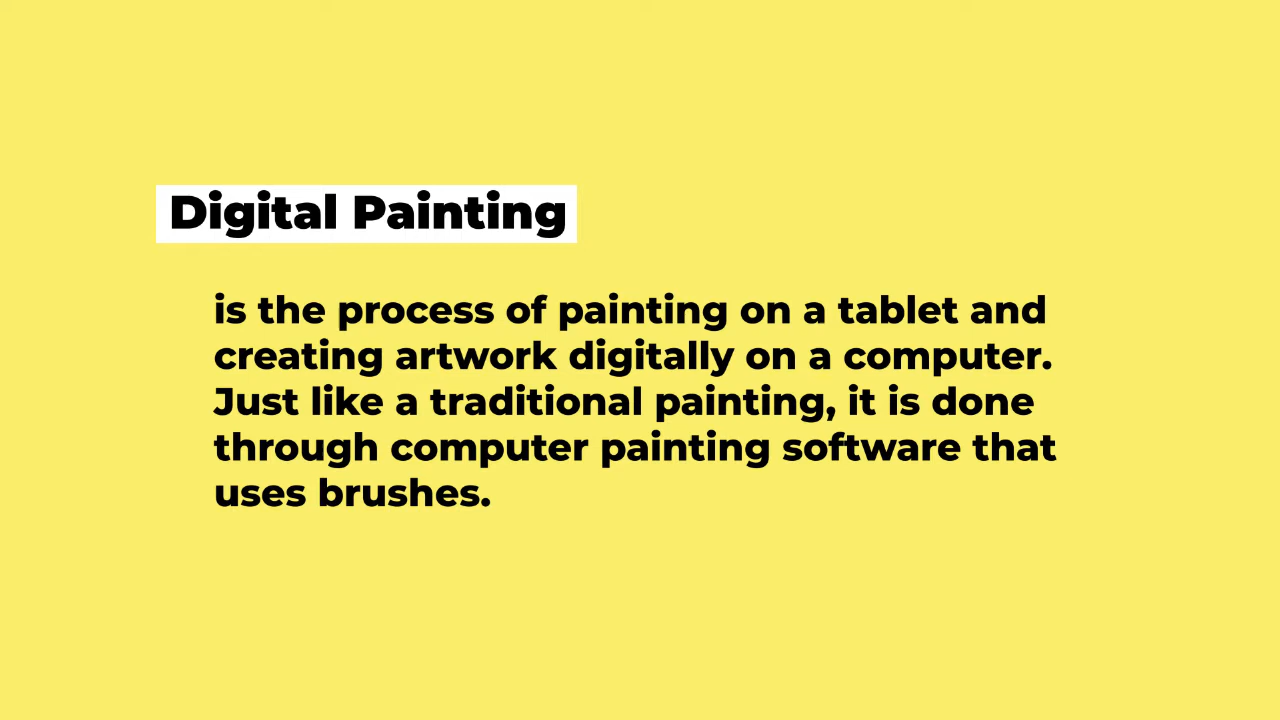 Digital Painting
is the process of painting on a tablet and
creating artwork digitally on a computer.
Just like a traditional painting, it is done
through computer painting software that
uses brushes.